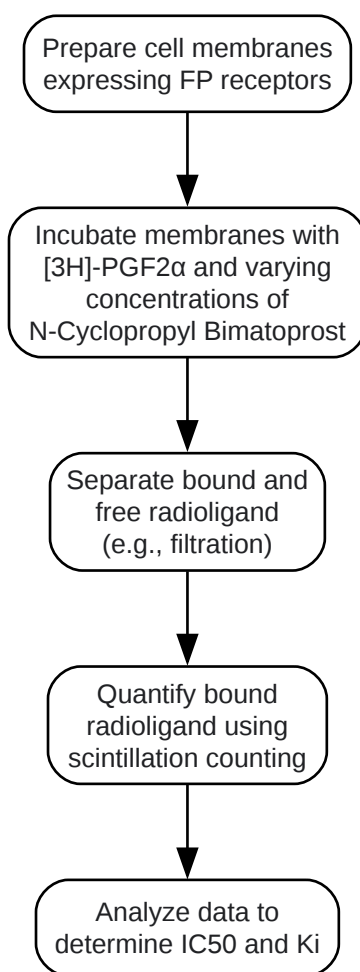 Prepare cell membranes
expressing FP receptors
Incubate membranes with
[3H]-PGF2α and varying
concentrations of
N-Cyclopropyl Bimatoprost
Separate bound and
free radioligand
(e.g., filtration)
Quantify bound
radioligand using
scintillation counting
Analyze data to
determine IC50 and Ki